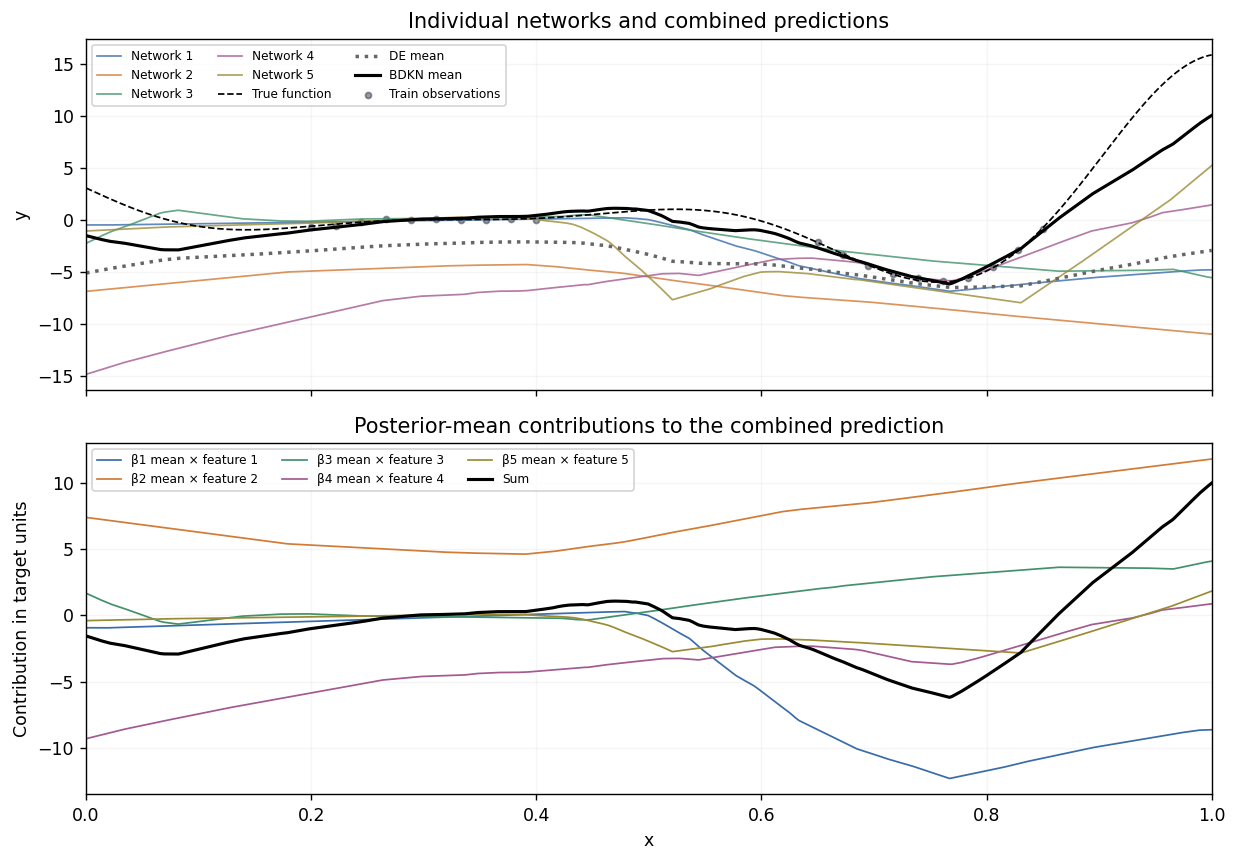 Individual networks and combined predictions
Network 1 Network 4 DE mean
Network 2 Network 5 BDKN mean
Network 3 True function Train observations
15
10
5
0
−5
−10
−15
y
Posterior-mean contributions to the combined prediction
β1 mean × feature 1 β3 mean × feature 3 β5 mean × feature 5
β2 mean × feature 2 β4 mean × feature 4 Sum
10
5
0
−5
−10
Contribution in target units
0.0 0.2 0.4 0.6 0.8 1.0
x